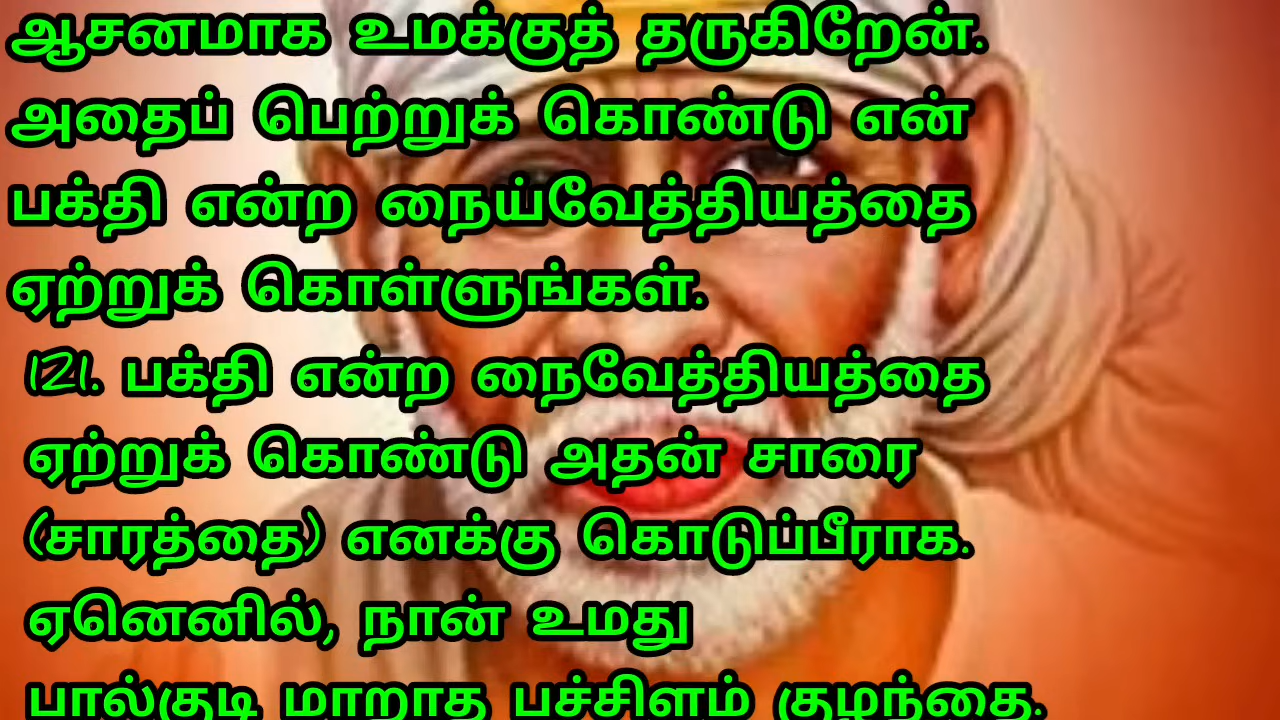 ஆசனமாக உமக்குத் தருகிறேன்.
அதைப் பெற்றுக் கொண்டு என்
பக்தி என்ற நைய்வேத்தியத்தை
ஏற்றுக் கொள்ளுங்கள்.
121. பக்தி என்ற நைவேத்தியத்தை
ஏற்றுக் கொண்டு அதன் சாரை
(சாரத்தை) எனக்கு கொடுப்பீராக.
ஏனெனில், நான் உமது
பால்குடி மாறாத பச்சிளம் குழந்தை.